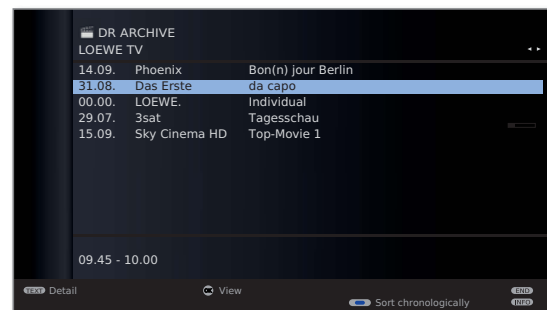 DR ARCHIVE
LOEWE TV
14.09. Phoenix Bon(n) jour Berlin
31.08. Das Erste da capo
00.00. LOEWE. Individual
29.07. 3sat Tagesschau
15.09. Sky Cinema HD Top-Movie 1
09.45 - 10.00
TEXT Detail OK View END
Sort chronologically INFO